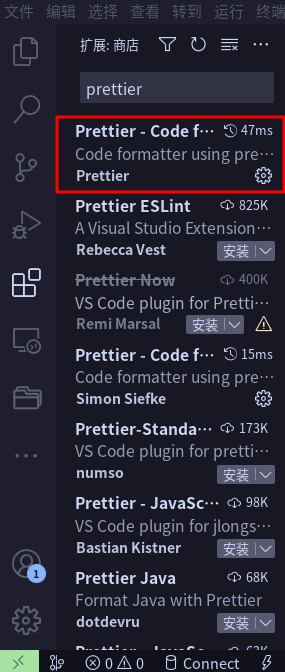 文件 编辑 选择 查看 转到 运行 终端
扩展: 商店
prettier
Prettier - Code f… 47ms
Code formatter using pre…
Prettier
Prettier ESLint 825K
A Visual Studio Extension…
Rebecca Vest 安装
Prettier Now 400K
VS Code plugin for Pretti…
Remi Marsal 安装
Prettier - Code f… 15ms
Code formatter using pre…
Simon Siefke
Prettier-Standa… 173K
VS Code plugin for pretti…
numso 安装
Prettier - JavaSc… 98K
VS Code plugin for jlongs…
Bastian Kistner 安装
Prettier Java 68K
Format Java with Prettier
dotdevru 安装
Prettier - JavaSc… 63K
1
0 0 Connect